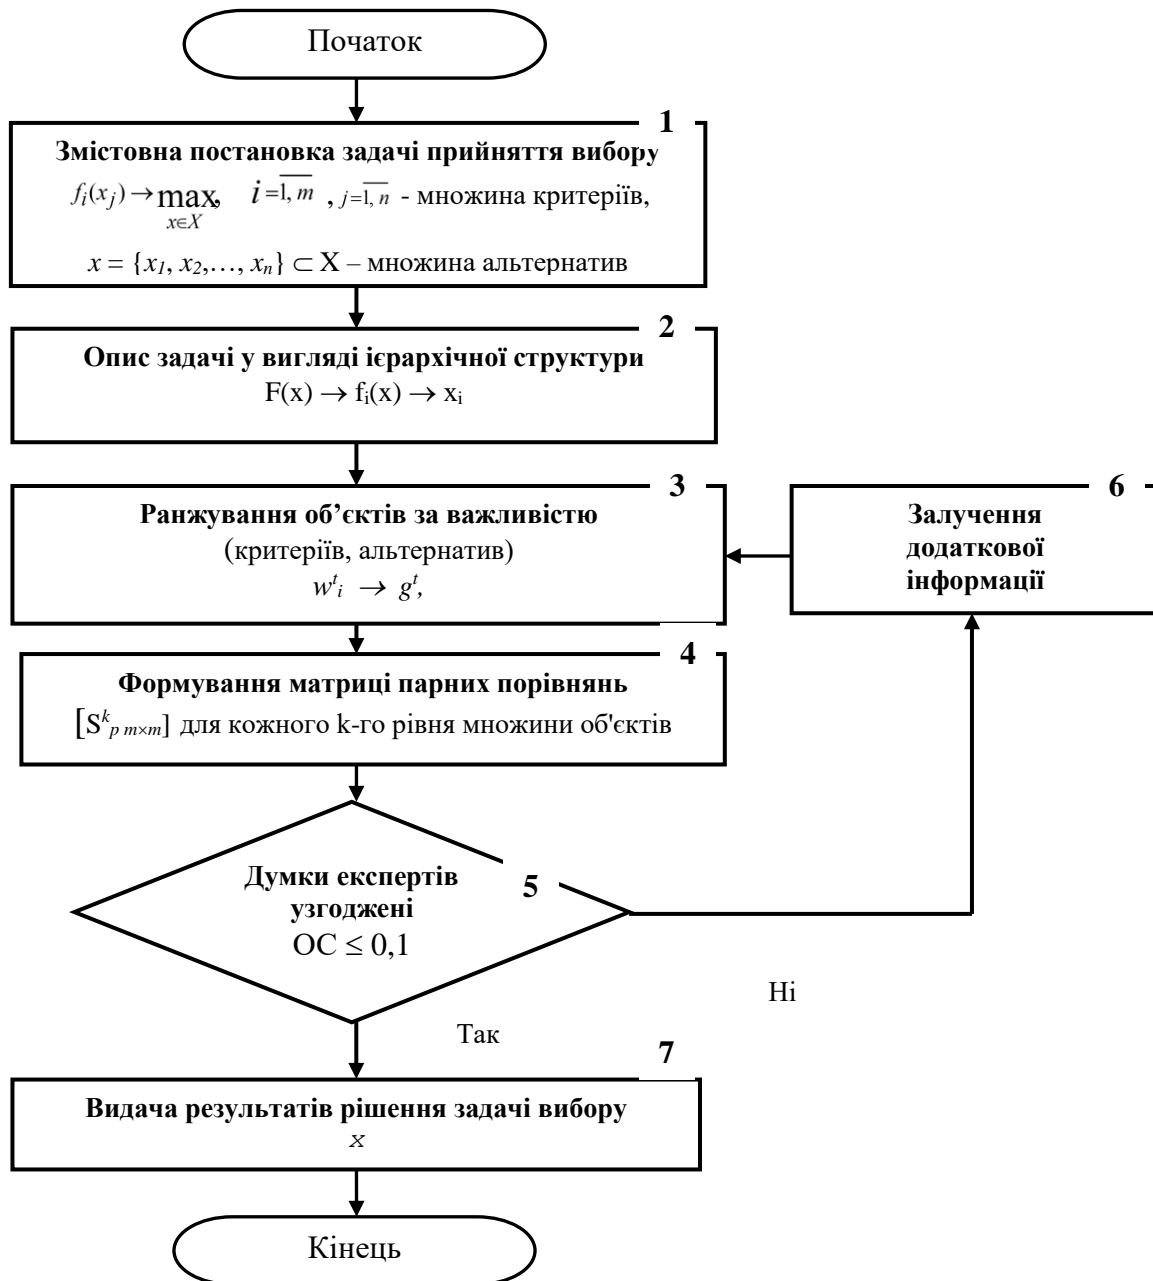 Початок
1
Змістовна постановка задачі прийняття вибору
fᵢ(xⱼ) → max, i = 1, m , j = 1, n - множина критеріїв,
x∈X
x = {x₁, x₂,…, xₙ} ⊂ X – множина альтернатив
2
Опис задачі у вигляді ієрархічної структури
F(x) → fᵢ(x) → xᵢ
3
Ранжування об’єктів за важливістю
(критеріїв, альтернатив)
wᵗᵢ → gᵗ,
6
Залучення
додаткової
інформації
4
Формування матриці парних порівнянь
[Sᵏₚ ₘ×ₘ] для кожного k-го рівня множини об'єктів
5
Думки експертів
узгоджені
ОС ≤ 0,1
Ні
Так
7
Видача результатів рішення задачі вибору
x
Кінець